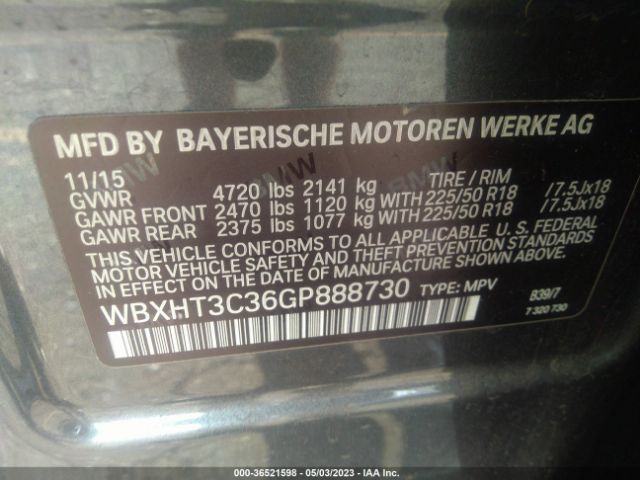 MFD BY BAYERISCHE MOTOREN WERKE AG
11/15 TIRE / RIM
GVWR 4720 lbs 2141 kg
GAWR FRONT 2470 lbs 1120 kg WITH 225/50 R18 /7.5Jx18
GAWR REAR 2375 lbs 1077 kg WITH 225/50 R18 /7.5Jx18
THIS VEHICLE CONFORMS TO ALL APPLICABLE U. S. FEDERAL
MOTOR VEHICLE SAFETY AND THEFT PREVENTION STANDARDS
IN EFFECT ON THE DATE OF MANUFACTURE SHOWN ABOVE.
WBXHT3C36GP888730 TYPE: MPV
B39/7
7 320 730
BMW BMW BMW
000-36521598 - 05/03/2023 - IAA Inc.